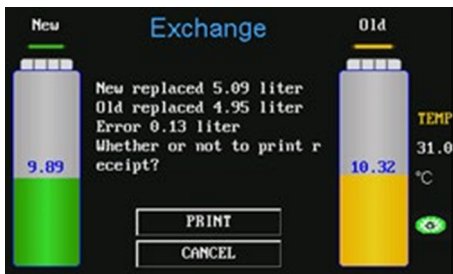 New
Exchange
Old
New replaced 5.09 liter
Old replaced 4.95 liter
Error 0.13 liter
Whether or not to print r
eceipt?
9.89
10.32
TEMP
31.0
°C
PRINT
CANCEL